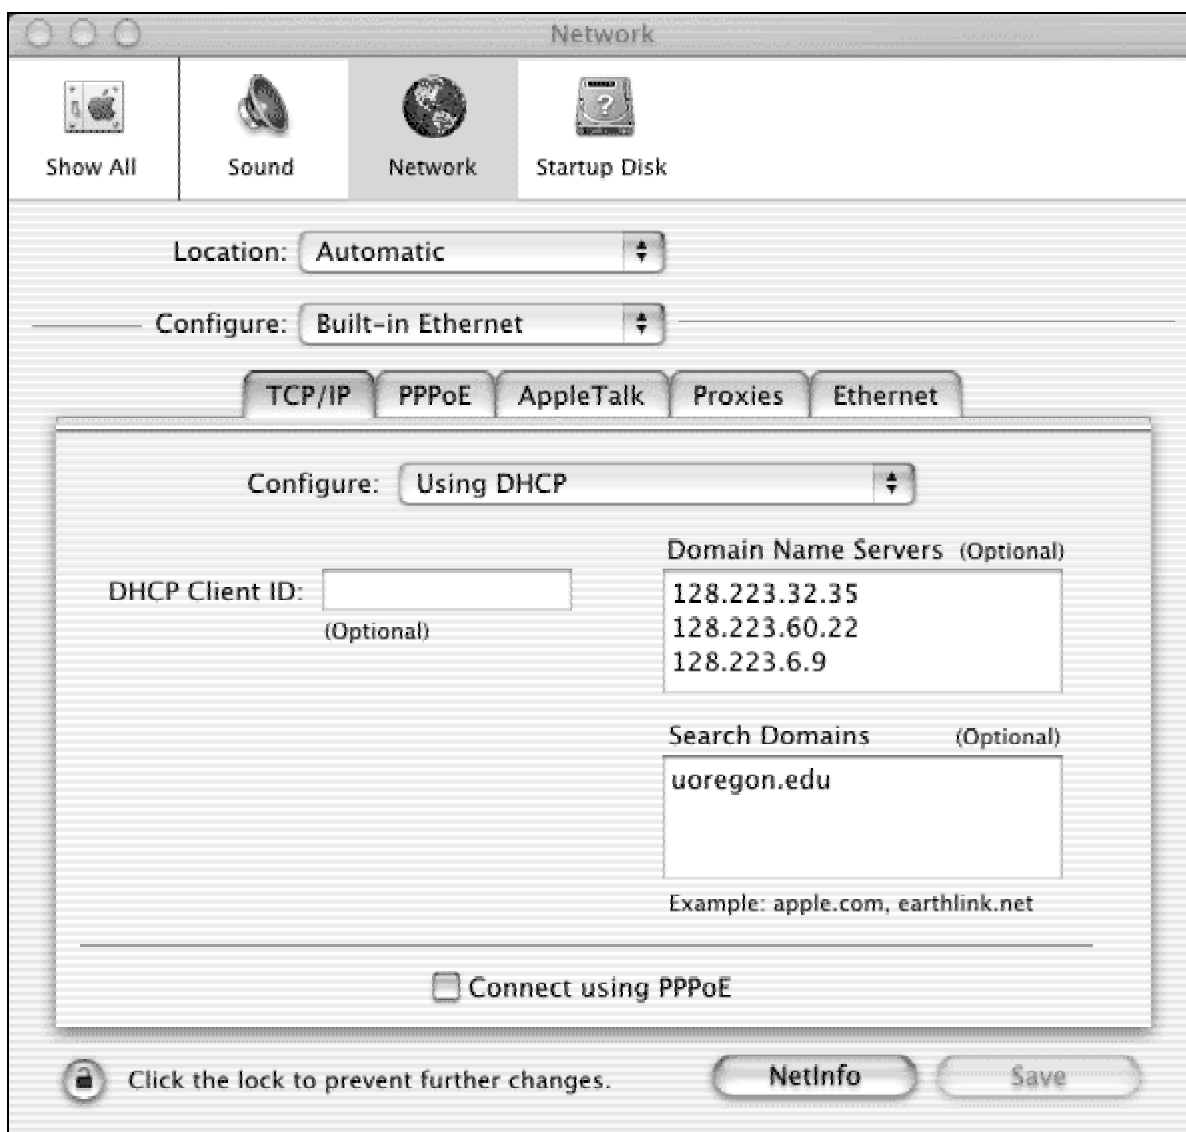 Network
Show All
Sound
Network
Startup Disk
Location: Automatic
Configure: Built-in Ethernet
TCP/IP
PPPoE
AppleTalk
Proxies
Ethernet
Configure: Using DHCP
Domain Name Servers (Optional)
DHCP Client ID:
(Optional)
128.223.32.35
128.223.60.22
128.223.6.9
Search Domains (Optional)
uoregon.edu
Example: apple.com, earthlink.net
Connect using PPPoE
Click the lock to prevent further changes.
NetInfo
Save